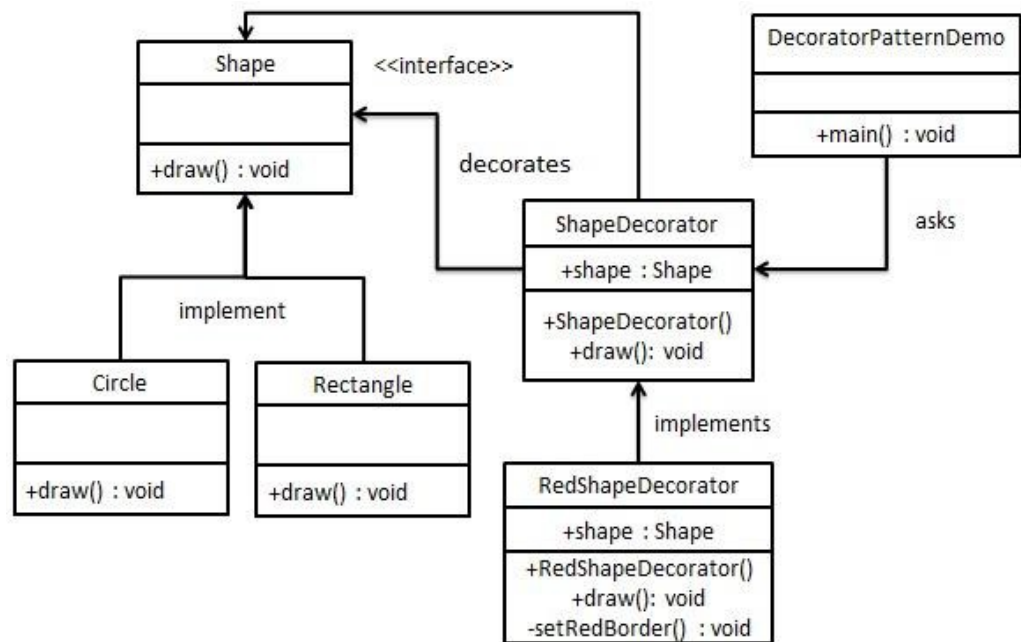 Shape
+draw() : void
<<interface>>
DecoratorPatternDemo
+main() : void
decorates
asks
ShapeDecorator
+shape : Shape
+ShapeDecorator()
+draw(): void
implement
Circle
+draw() : void
Rectangle
+draw() : void
implements
RedShapeDecorator
+shape : Shape
+RedShapeDecorator()
+draw(): void
-setRedBorder() : void